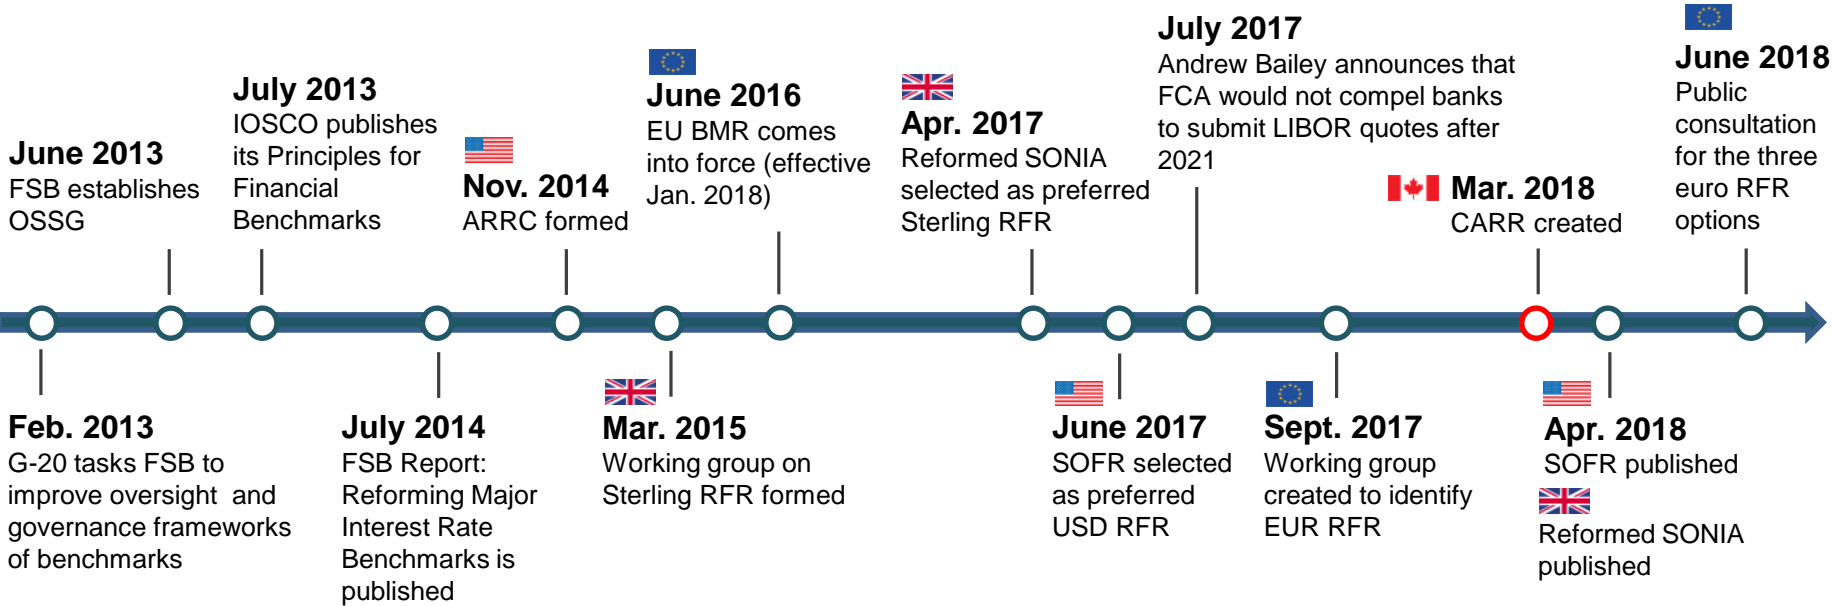 June 2013
FSB establishes
OSSG
July 2013
IOSCO publishes
its Principles for
Financial
Benchmarks
Nov. 2014
ARRC formed
June 2016
EU BMR comes
into force (effective
Jan. 2018)
Apr. 2017
Reformed SONIA
selected as preferred
Sterling RFR
July 2017
Andrew Bailey announces that
FCA would not compel banks
to submit LIBOR quotes after
2021
Mar. 2018
CARR created
June 2018
Public
consultation
for the three
euro RFR
options
Feb. 2013
G-20 tasks FSB to
improve oversight and
governance frameworks
of benchmarks
July 2014
FSB Report:
Reforming Major
Interest Rate
Benchmarks is
published
Mar. 2015
Working group on
Sterling RFR formed
June 2017
SOFR selected
as preferred
USD RFR
Sept. 2017
Working group
created to identify
EUR RFR
Apr. 2018
SOFR published
Reformed SONIA
published